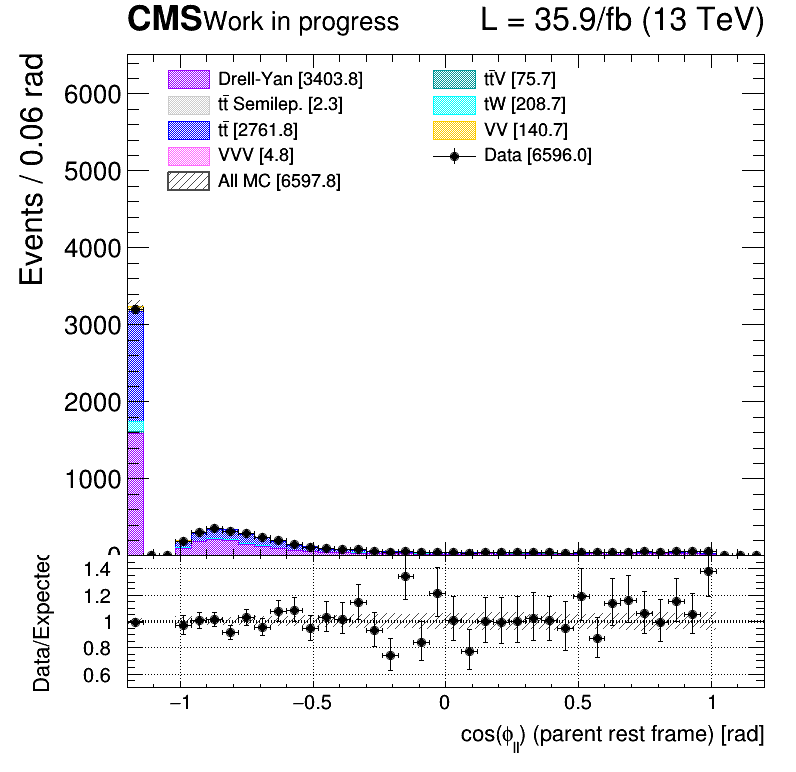 CMS Work in progress L = 35.9/fb (13 TeV)
Drell-Yan [3403.8]
tt̄ Semilep. [2.3]
tt̄ [2761.8]
VVV [4.8]
All MC [6597.8]
tt̄V [75.7]
tW [208.7]
VV [140.7]
Data [6596.0]
Events / 0.06 rad
6000
5000
4000
3000
2000
1000
0
Data/Expected
1.4
1.2
1
0.8
0.6
−1 −0.5 0 0.5 1
cos(ϕ_ll) (parent rest frame) [rad]